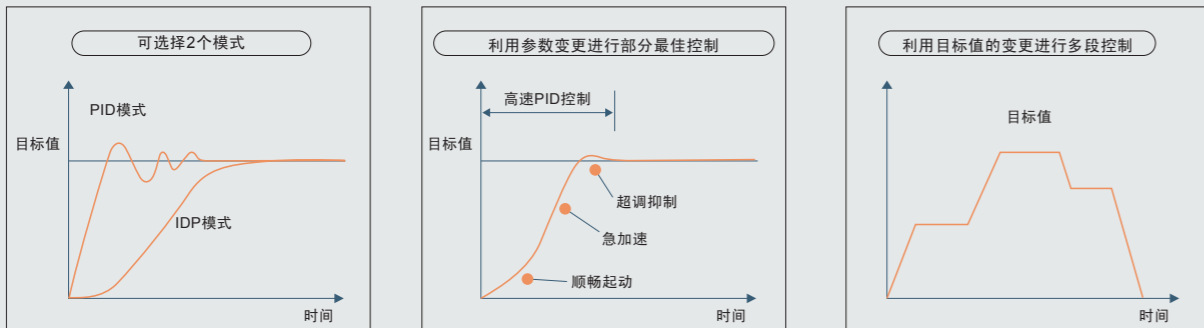 可选择2个模式
PID模式
目标值
IDP模式
时间
利用参数变更进行部分最佳控制
高速PID控制
目标值
超调抑制
急加速
顺畅起动
时间
利用目标值的变更进行多段控制
目标值
时间